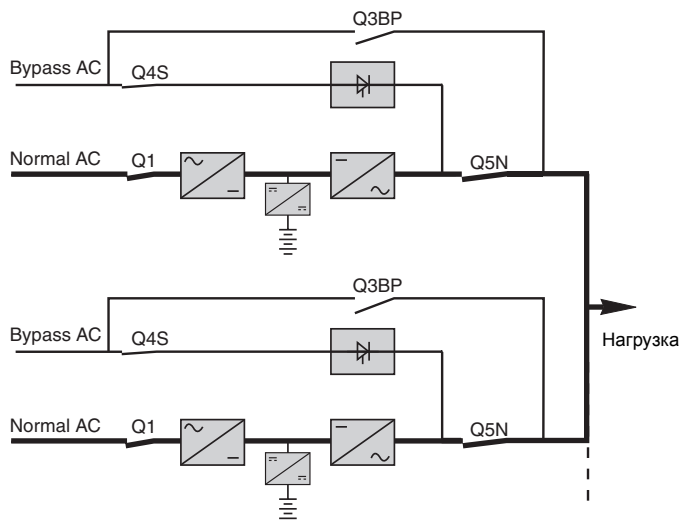 Q3BP
Bypass AC
Q4S
Normal AC
Q1
Q5N
Q3BP
Bypass AC
Q4S
Нагрузка
Normal AC
Q1
Q5N